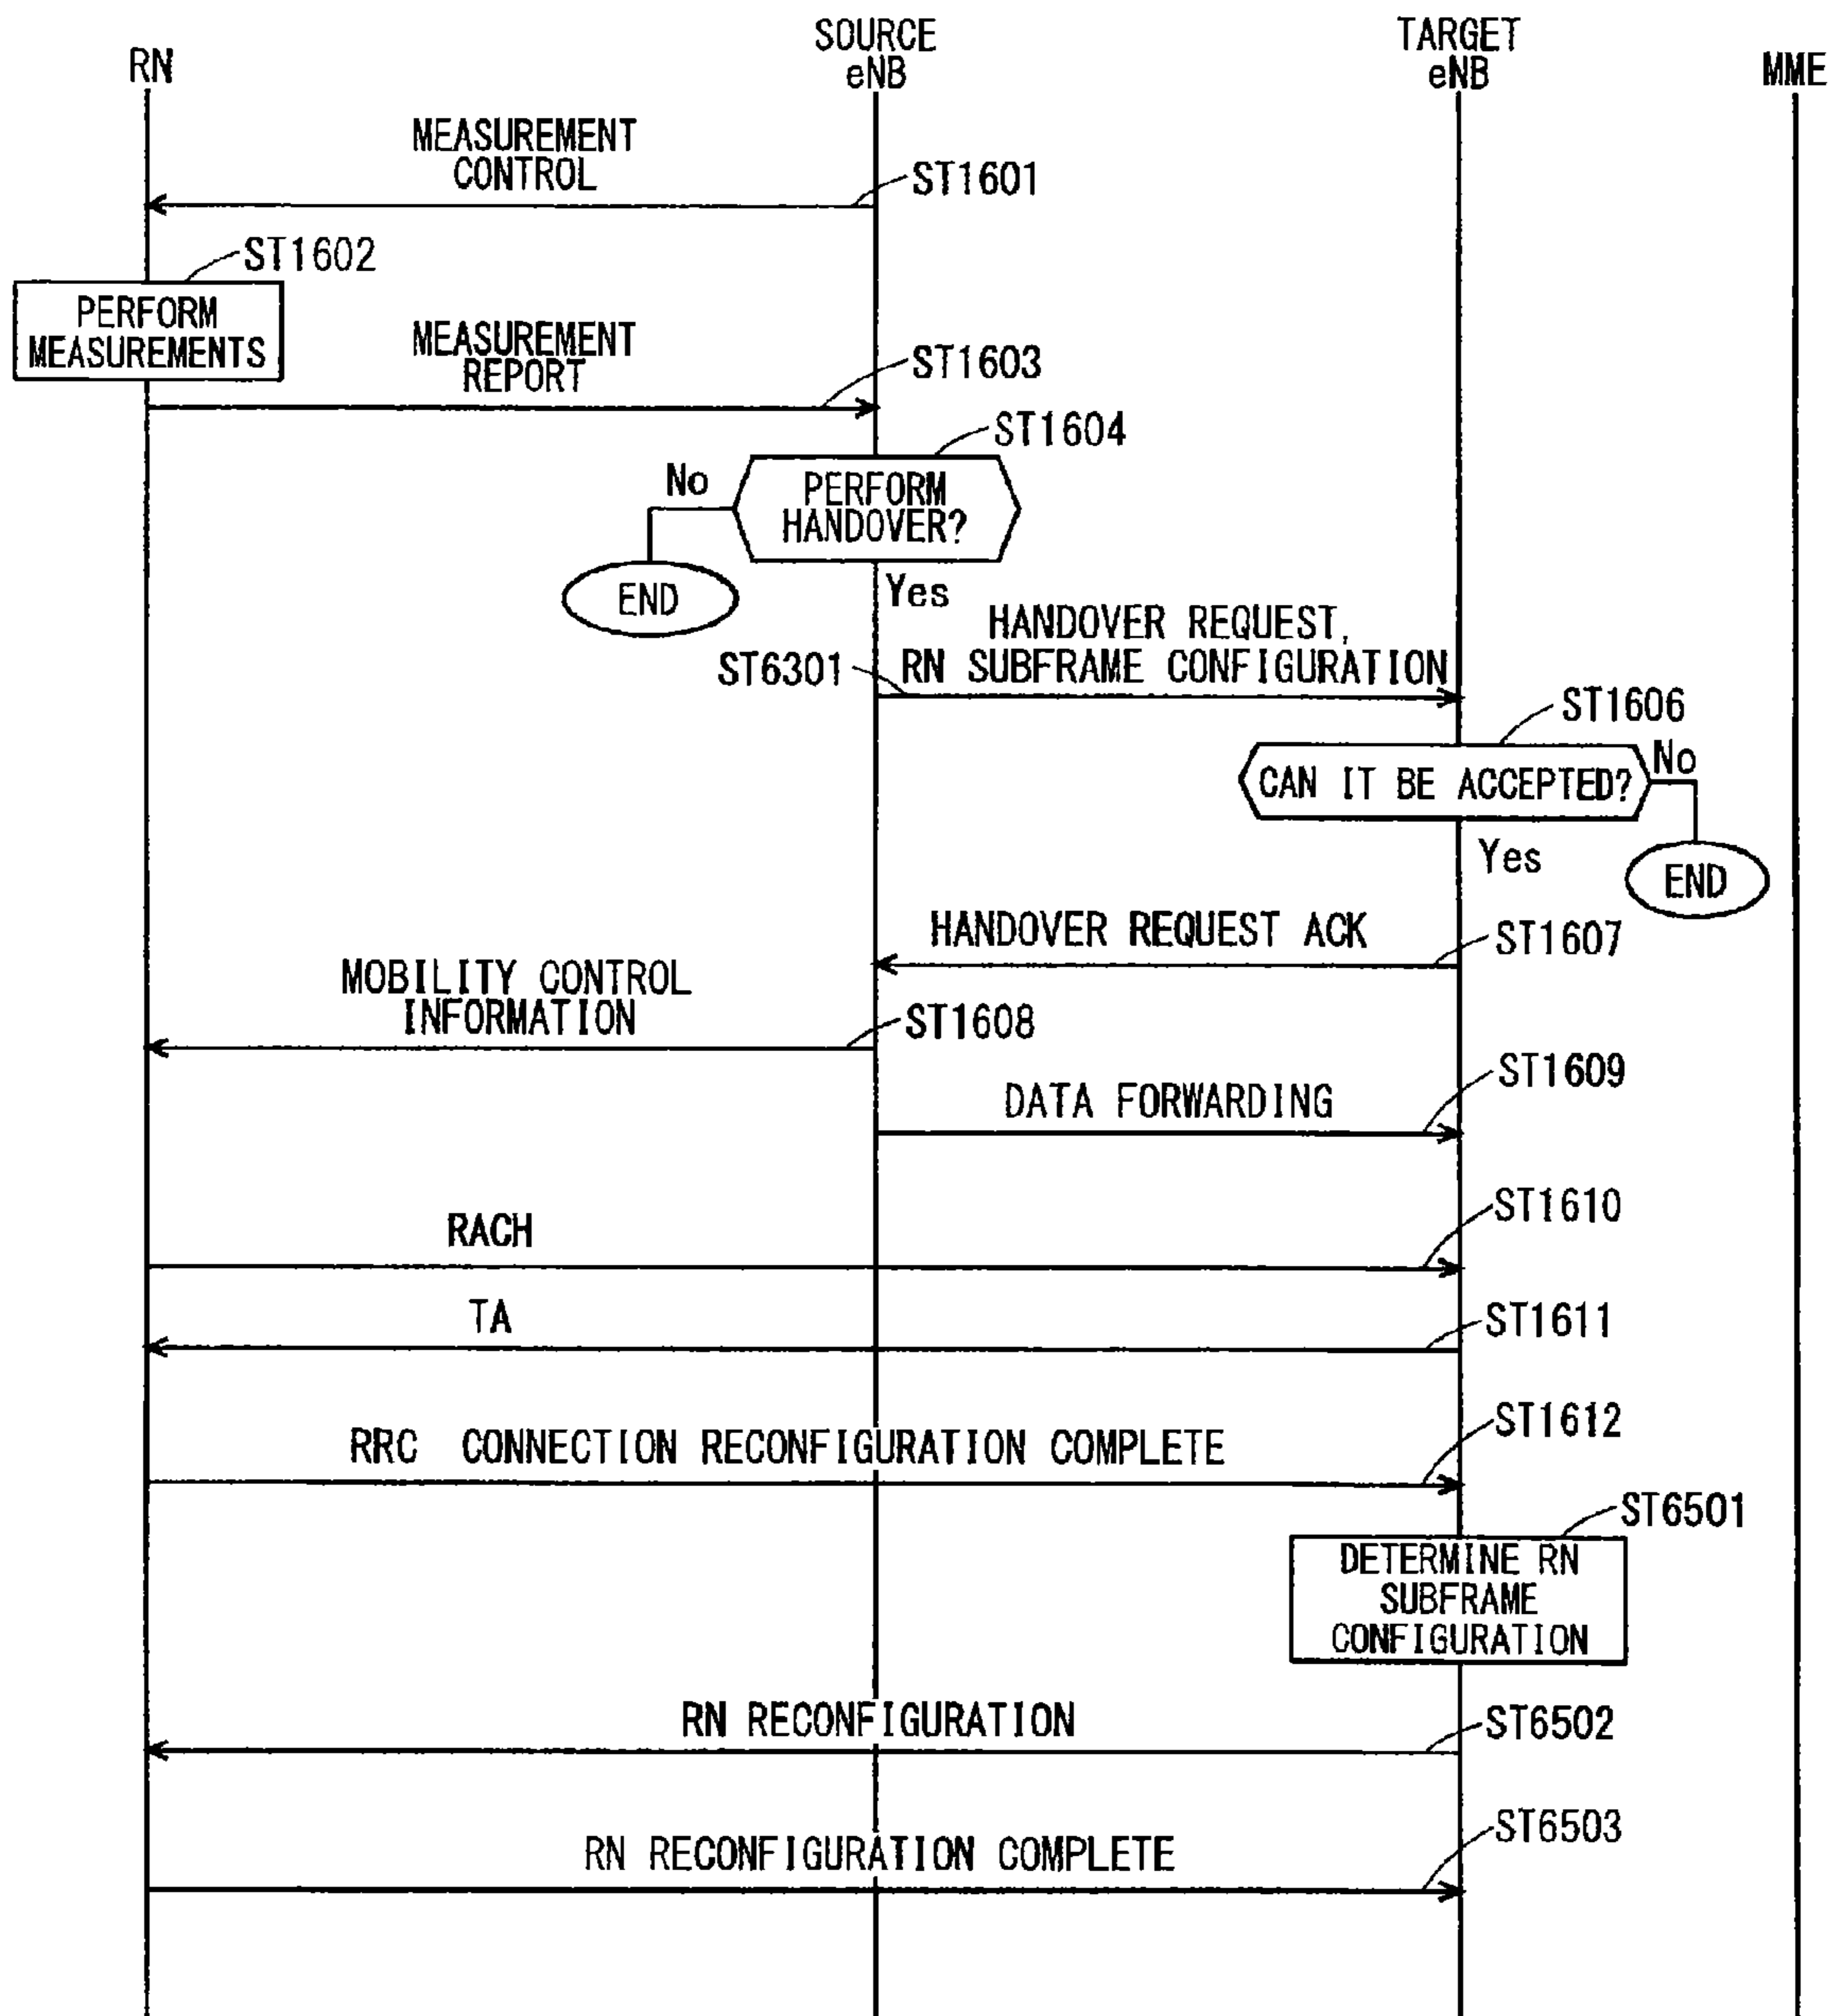 RN
SOURCE
eNB
TARGET
eNB
MME
MEASUREMENT
CONTROL
ST1601
ST1602
PERFORM
MEASUREMENTS
MEASUREMENT
REPORT
ST1603
ST1604
No
PERFORM
HANDOVER?
END
Yes
HANDOVER REQUEST,
RN SUBFRAME CONFIGURATION
ST6301
ST1606
CAN IT BE ACCEPTED?
No
Yes
END
HANDOVER REQUEST ACK
ST1607
MOBILITY CONTROL
INFORMATION
ST1608
ST1609
DATA FORWARDING
ST1610
RACH
TA
ST1611
ST1612
RRC CONNECTION RECONFIGURATION COMPLETE
ST6501
DETERMINE RN
SUBFRAME
CONFIGURATION
RN RECONFIGURATION
ST6502
ST6503
RN RECONFIGURATION COMPLETE